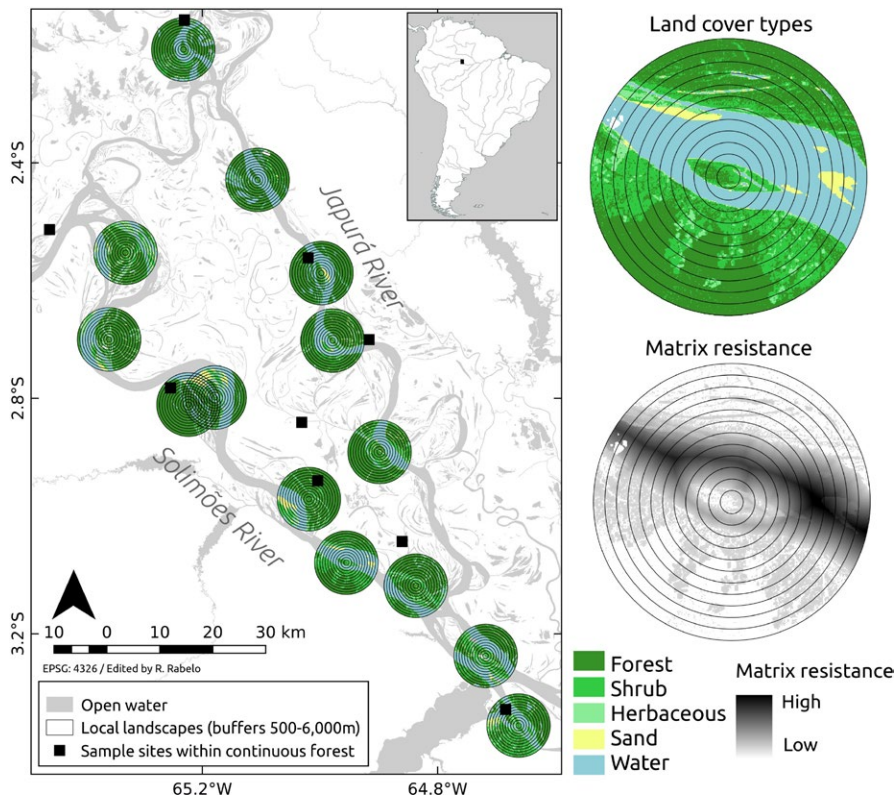 2.4°S
2.8°S
3.2°S
65.2°W
64.8°W
Japurá River
Solimões River
10 0 10 20 30 km
EPSG: 4326 / Edited by R. Rabelo
Open water
Local landscapes (buffers 500-6,000m)
Sample sites within continuous forest
Land cover types
Matrix resistance
Forest
Shrub
Herbaceous
Sand
Water
Matrix resistance
High
Low